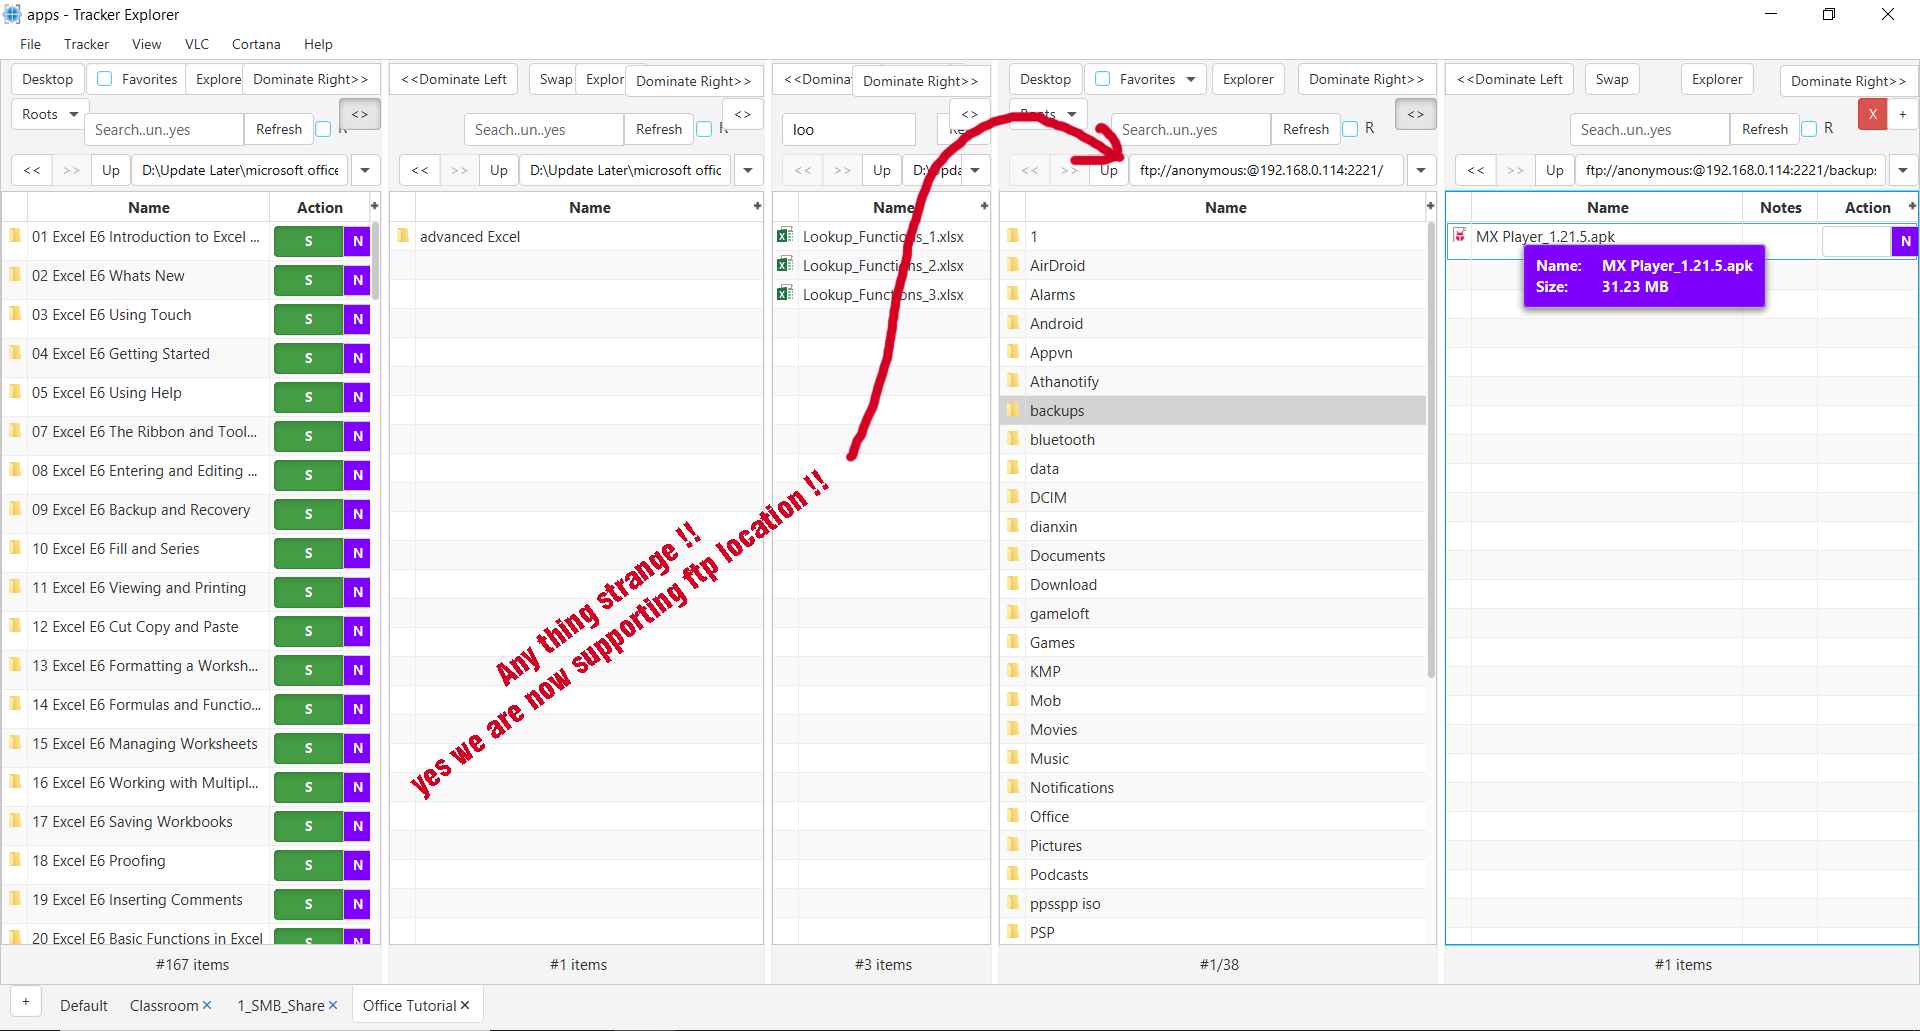 apps - Tracker Explorer
File Tracker View VLC Cortana Help
Desktop Favorites Explore Dominate Right>>
Roots <>
Search..un..yes Refresh
<< >> Up D:\Update Later\microsoft office
Name Action
01 Excel E6 Introduction to Excel ... S N
02 Excel E6 Whats New S N
03 Excel E6 Using Touch S N
04 Excel E6 Getting Started S N
05 Excel E6 Using Help S N
07 Excel E6 The Ribbon and Tool... S N
08 Excel E6 Entering and Editing ... S N
09 Excel E6 Backup and Recovery S N
10 Excel E6 Fill and Series S N
11 Excel E6 Viewing and Printing S N
12 Excel E6 Cut Copy and Paste S N
13 Excel E6 Formatting a Worksh... S N
14 Excel E6 Formulas and Functio... S N
15 Excel E6 Managing Worksheets S N
16 Excel E6 Working with Multipl... S N
17 Excel E6 Saving Workbooks S N
18 Excel E6 Proofing S N
19 Excel E6 Inserting Comments S N
20 Excel E6 Basic Functions in Excel S N
#167 items
<<Dominate Left Swap Explor Dominate Right>>
<>
Seach..un..yes Refresh
<< >> Up D:\Update Later\microsoft offic
Name +
advanced Excel
#1 items
<<Domina Dominate Right>>
<>
loo
<< >> Up
Name +
Lookup_Functions_1.xlsx
Lookup_Functions_2.xlsx
Lookup_Functions_3.xlsx
#3 items
Any thing strange !!
yes we are now supporting ftp location !!
Desktop Favorites Explorer Dominate Right>>
Roots <>
Search..un..yes Refresh R
<< >> Up ftp://anonymous:@192.168.0.114:2221/
Name +
1
AirDroid
Alarms
Android
Appvn
Athanotify
backups
bluetooth
data
DCIM
dianxin
Documents
Download
gameloft
Games
KMP
Mob
Movies
Music
Notifications
Office
Pictures
Podcasts
ppsspp iso
PSP
#1/38
<<Dominate Left Swap Explorer Dominate Right>>
X +
Seach..un..yes Refresh R
<< >> Up ftp://anonymous:@192.168.0.114:2221/backup
Name Notes Action +
MX Player_1.21.5.apk N
Name: MX Player_1.21.5.apk
Size: 31.23 MB
#1 items
+ Default Classroom × 1_SMB_Share × Office Tutorial ×